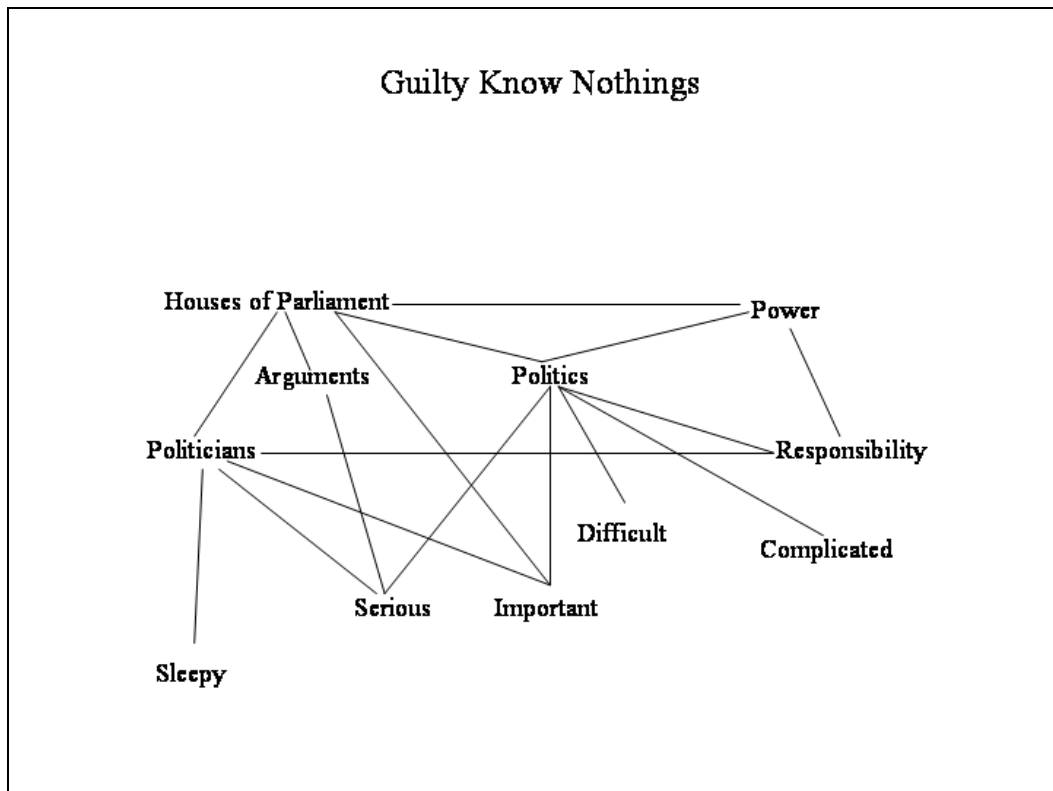 Guilty Know Nothings
Houses of Parliament
Power
Arguments
Politics
Politicians
Responsibility
Difficult
Complicated
Serious
Important
Sleepy